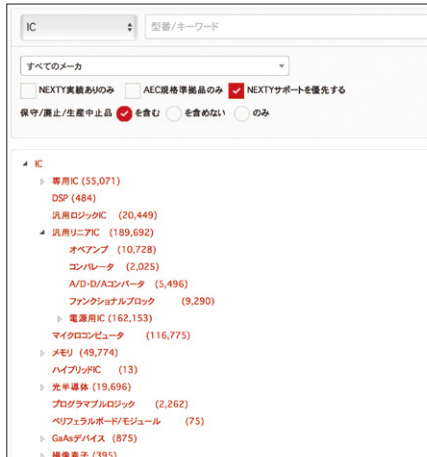 IC 型番/キーワード
すべてのメーカ
NEXTY実績ありのみ AEC規格準拠品のみ NEXTYサポートを優先する
保守/廃止/生産中止品 を含む を含めない のみ
IC
専用IC (55,071)
DSP (484)
汎用ロジックIC (20,449)
汎用リニアIC (189,692)
オペアンプ (10,728)
コンパレータ (2,025)
A/D・D/Aコンバータ (5,496)
ファンクショナルブロック (9,290)
電源用IC (162,153)
マイクロコンピュータ (116,775)
メモリ (49,774)
ハイブリッドIC (13)
光半導体 (19,696)
プログラマブルロジック (2,262)
ペリフェラルボード/モジュール (75)
GaAsデバイス (875)
撮像素子 (395)